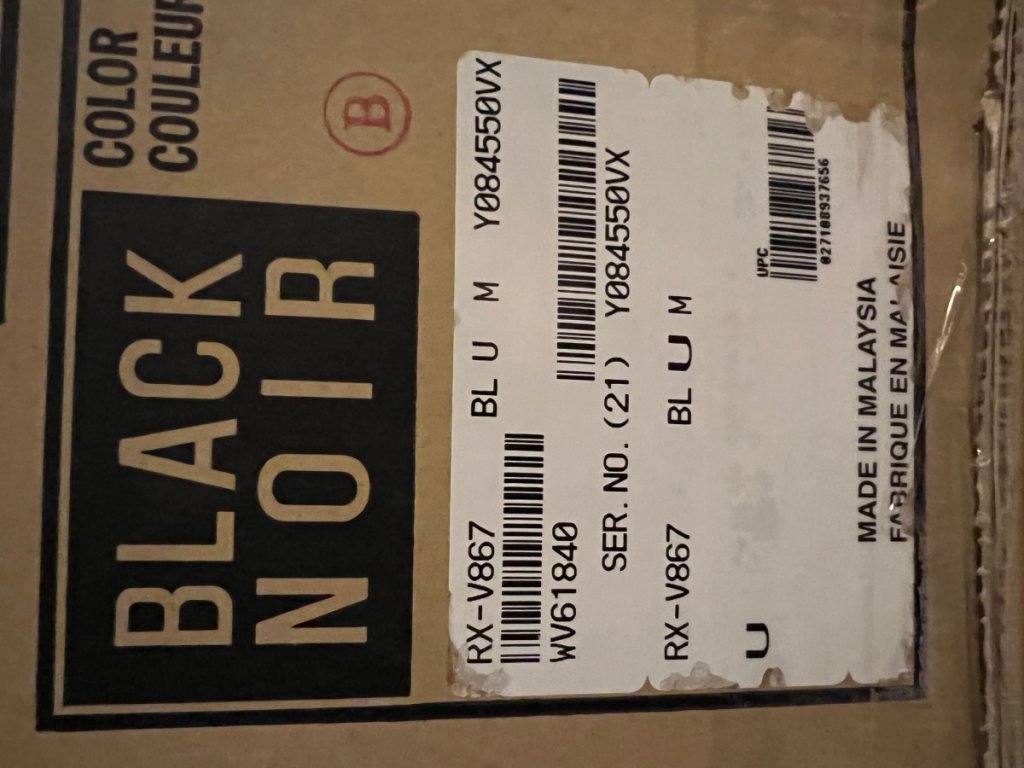 COLOR
COULEUR
BLACK
NOIR
B
RX-V867 BL U M Y084550VX
WV61840
SER.NO.(21) Y084550VX
RX-V867 BL U M
U
UPC
027108937656
MADE IN MALAYSIA
FABRIQUE EN MALAISIE